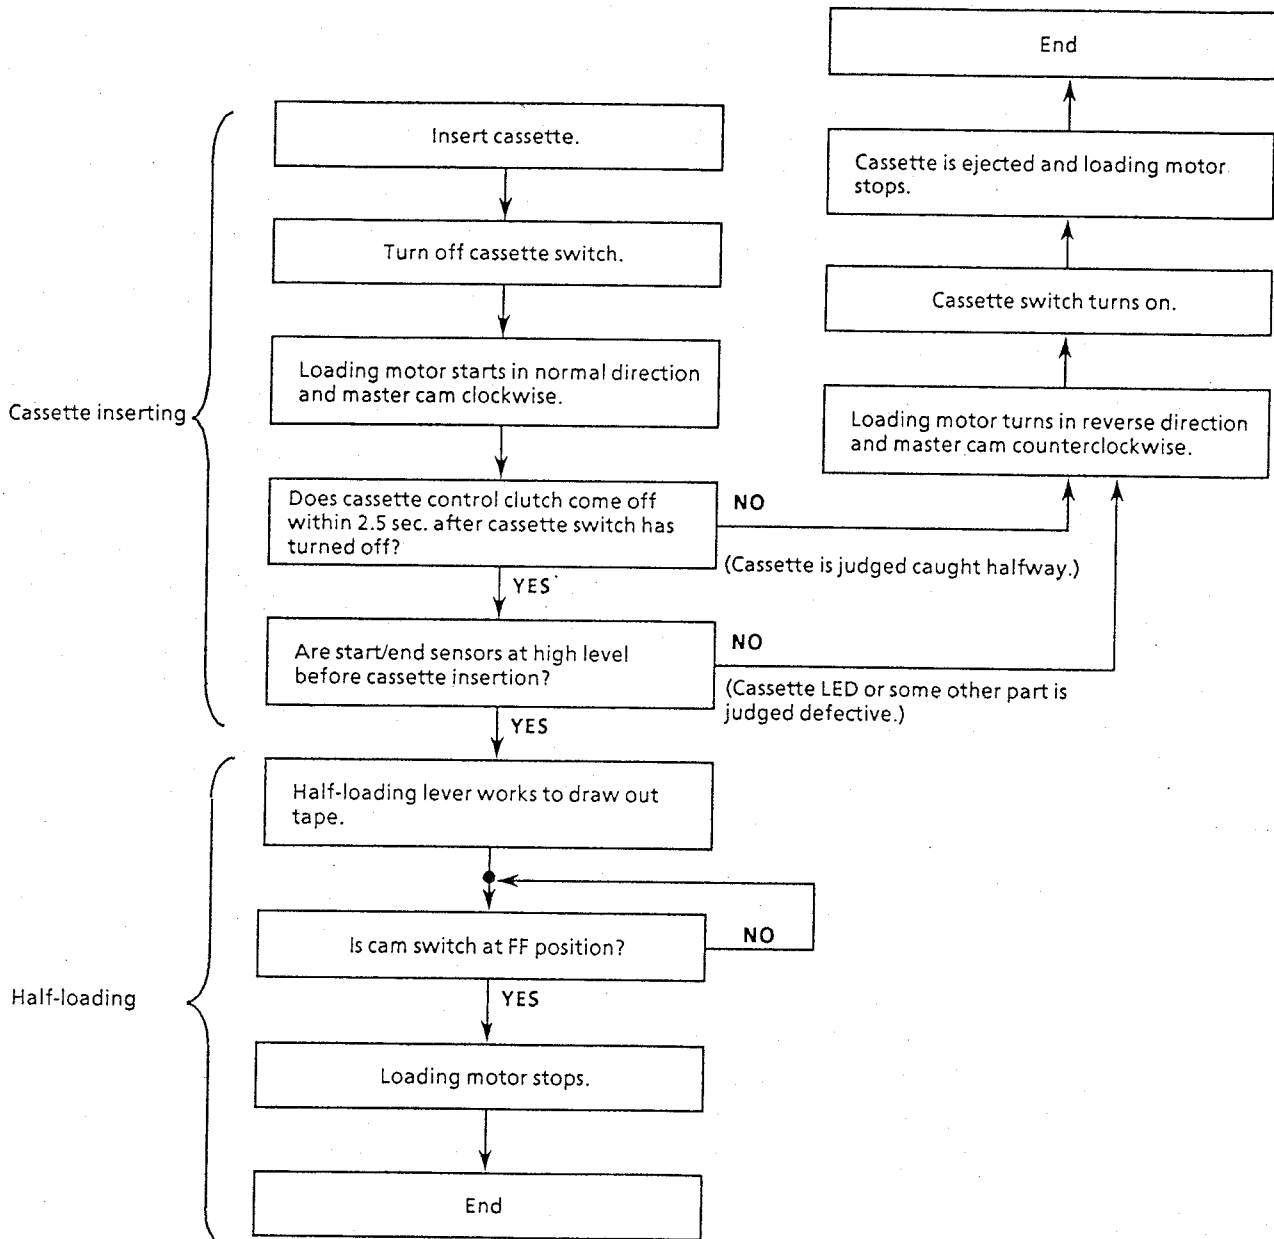 End
Insert cassette.
Cassette is ejected and loading motor
stops.
Turn off cassette switch.
Cassette switch turns on.
Loading motor starts in normal direction
and master cam clockwise.
Cassette inserting
Loading motor turns in reverse direction
and master cam counterclockwise.
Does cassette control clutch come off
within 2.5 sec. after cassette switch has
turned off?
NO
(Cassette is judged caught halfway.)
YES
Are start/end sensors at high level
before cassette insertion?
NO
(Cassette LED or some other part is
judged defective.)
YES
Half-loading lever works to draw out
tape.
Is cam switch at FF position?
NO
Half-loading
YES
Loading motor stops.
End